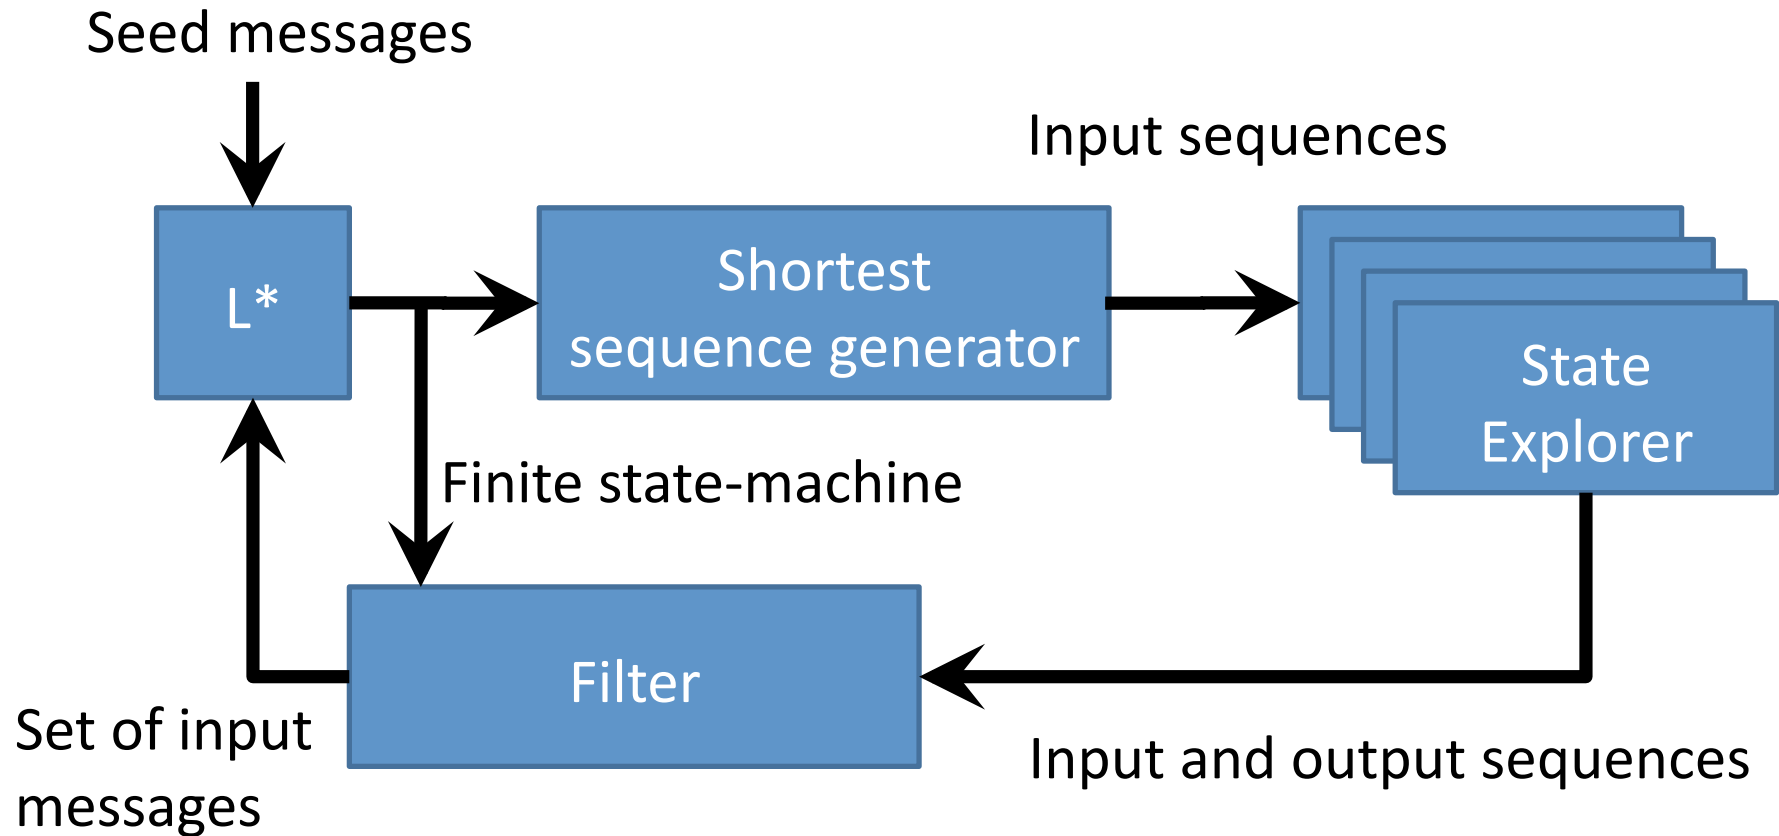 Seed messages
Input sequences
L*
Shortest
sequence generator
State
Explorer
Finite state-machine
Filter
Set of input
messages
Input and output sequences